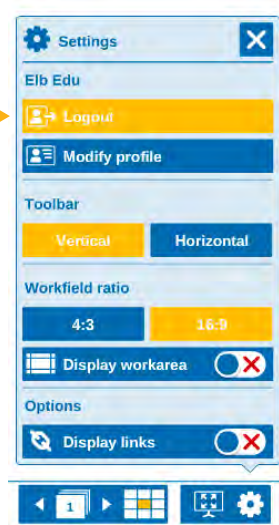 Settings
Elb Edu
Logout
Modify profile
Toolbar
Vertical
Horizontal
Workfield ratio
4:3
16:9
Display workarea
Options
Display links
1